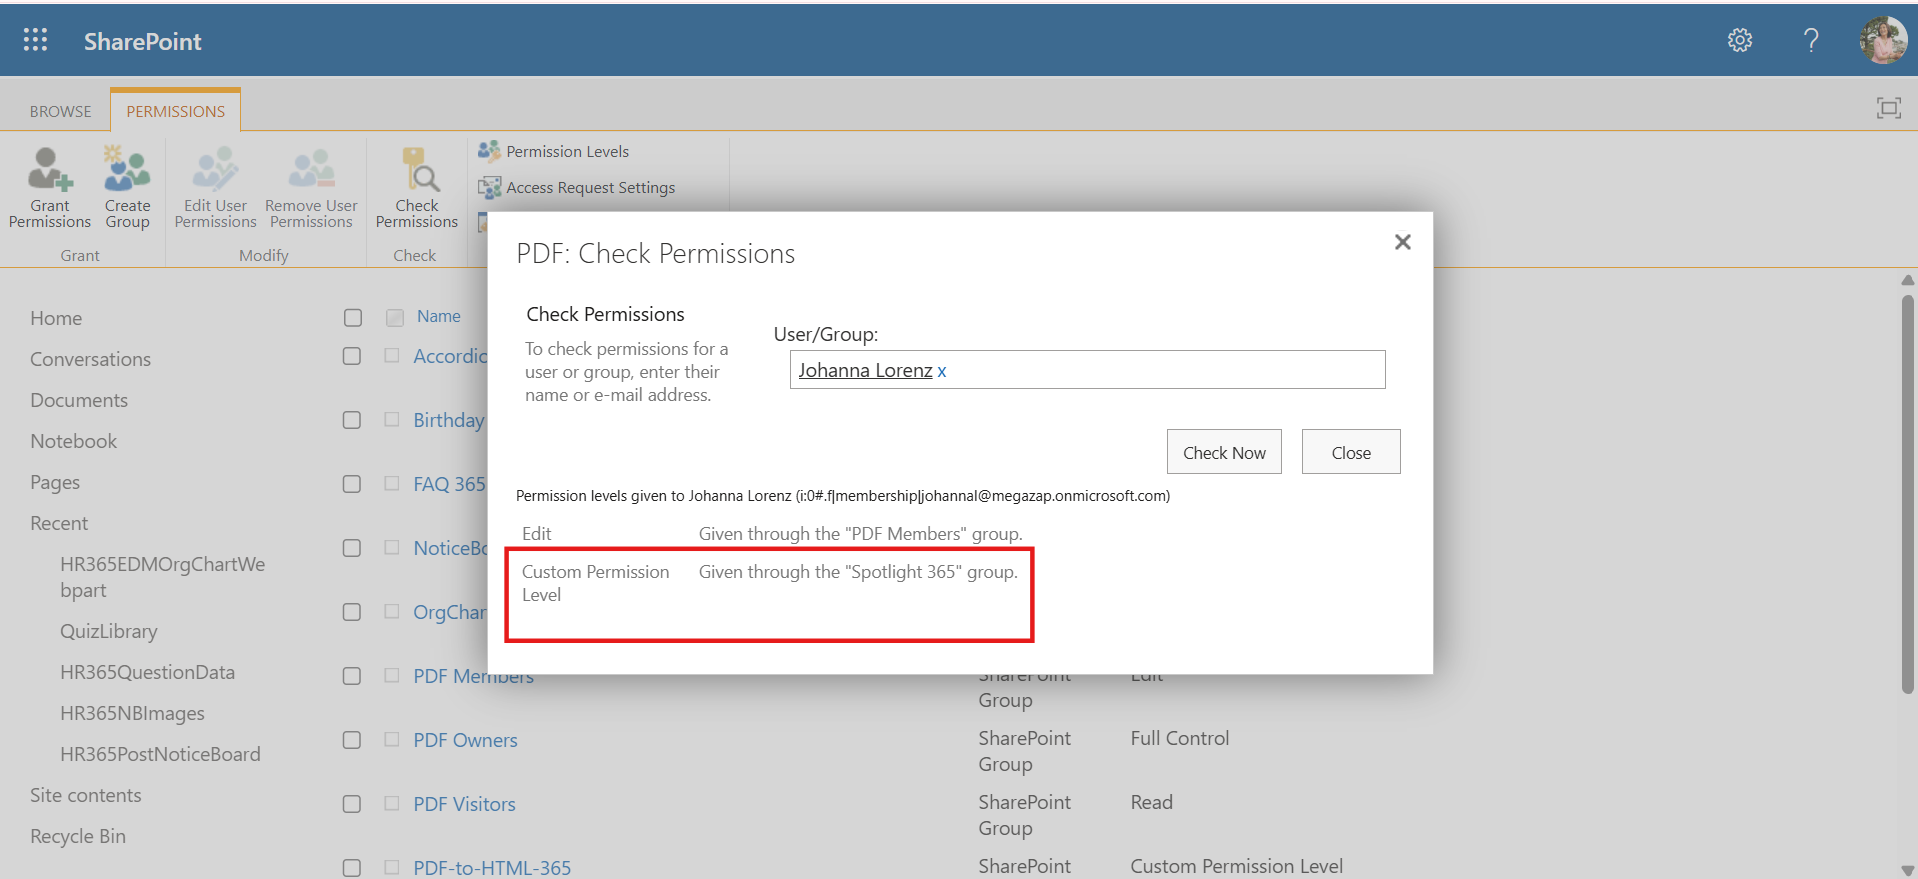 SharePoint
?
BROWSE
PERMISSIONS
Grant
Permissions
Create
Group
Edit User
Permissions
Remove User
Permissions
Check
Permissions
Permission Levels
Access Request Settings
Grant
Modify
Check
PDF: Check Permissions
Check Permissions
To check permissions for a
user or group, enter their
name or e-mail address.
User/Group:
Johanna Lorenz x
Check Now
Close
Permission levels given to Johanna Lorenz (i:0#.f|membership|johannal@megazap.onmicrosoft.com)
Edit Given through the "PDF Members" group.
Custom Permission Given through the "Spotlight 365" group.
Level
Home
Conversations
Documents
Notebook
Pages
Recent
HR365EDMOrgChartWe
bpart
QuizLibrary
HR365QuestionData
HR365NBImages
HR365PostNoticeBoard
Site contents
Recycle Bin
Name
Accordio
Birthday
FAQ 365
NoticeBo
OrgChar
PDF Members
SharePoint
Group
Edit
PDF Owners
SharePoint
Group
Full Control
PDF Visitors
SharePoint
Group
Read
PDF-to-HTML-365
SharePoint
Custom Permission Level